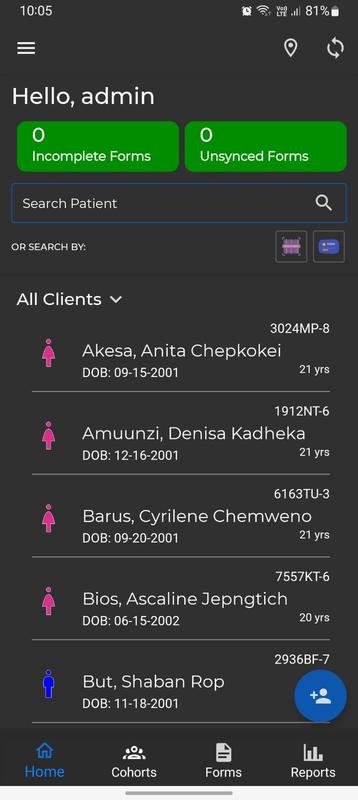 10:05
Vo))
LTE
81%
Hello, admin
0
Incomplete Forms
0
Unsynced Forms
Search Patient
OR SEARCH BY:
All Clients
3024MP-8
Akesa, Anita Chepkokei
DOB: 09-15-2001
21 yrs
1912NT-6
Amuunzi, Denisa Kadheka
DOB: 12-16-2001
21 yrs
6163TU-3
Barus, Cyrilene Chemweno
DOB: 09-20-2001
21 yrs
7557KT-6
Bios, Ascaline Jepngtich
DOB: 06-15-2002
20 yrs
2936BF-7
But, Shaban Rop
DOB: 11-18-2001
Home
Cohorts
Forms
Reports